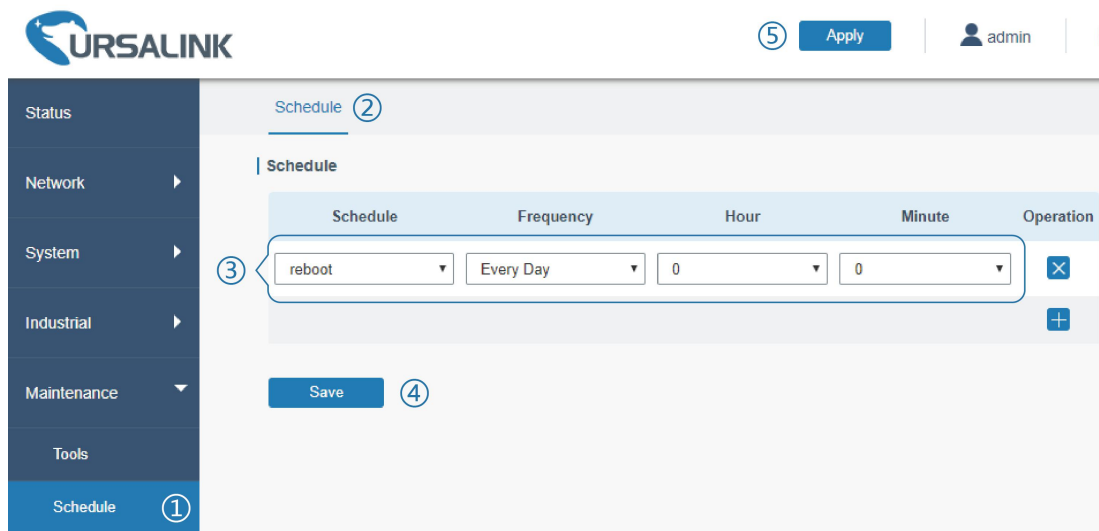 URSALINK
⑤ Apply admin
Status
Schedule ②
Schedule
Network
Schedule Frequency Hour Minute Operation
System
③ reboot Every Day 0 0
Industrial
Maintenance
Save ④
Tools
Schedule ①